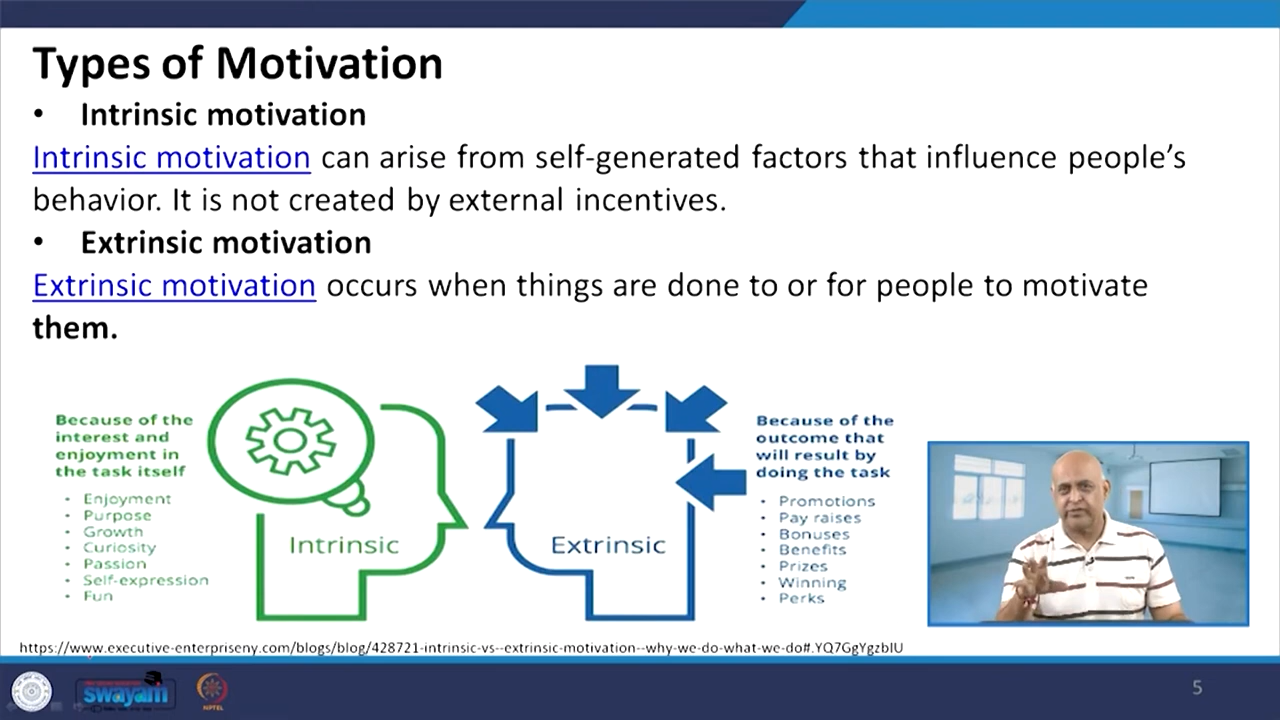 Types of Motivation
• Intrinsic motivation
Intrinsic motivation can arise from self-generated factors that influence people's
behavior. It is not created by external incentives.
• Extrinsic motivation
Extrinsic motivation occurs when things are done to or for people to motivate
them.
Because of the
interest and
enjoyment in
the task itself
• Enjoyment
• Purpose
• Growth
• Curiosity
• Passion
• Self-expression
• Fun
Intrinsic
Extrinsic
Because of the
outcome that
will result by
doing the task
• Promotions
• Pay raises
• Bonuses
• Benefits
• Prizes
• Winning
• Perks
https://www.executive-enterpriseny.com/blogs/blog/428721-intrinsic-vs--extrinsic-motivation--why-we-do-what-we-do#.YQ7GgYgzbIU
swayam
NPTEL
5